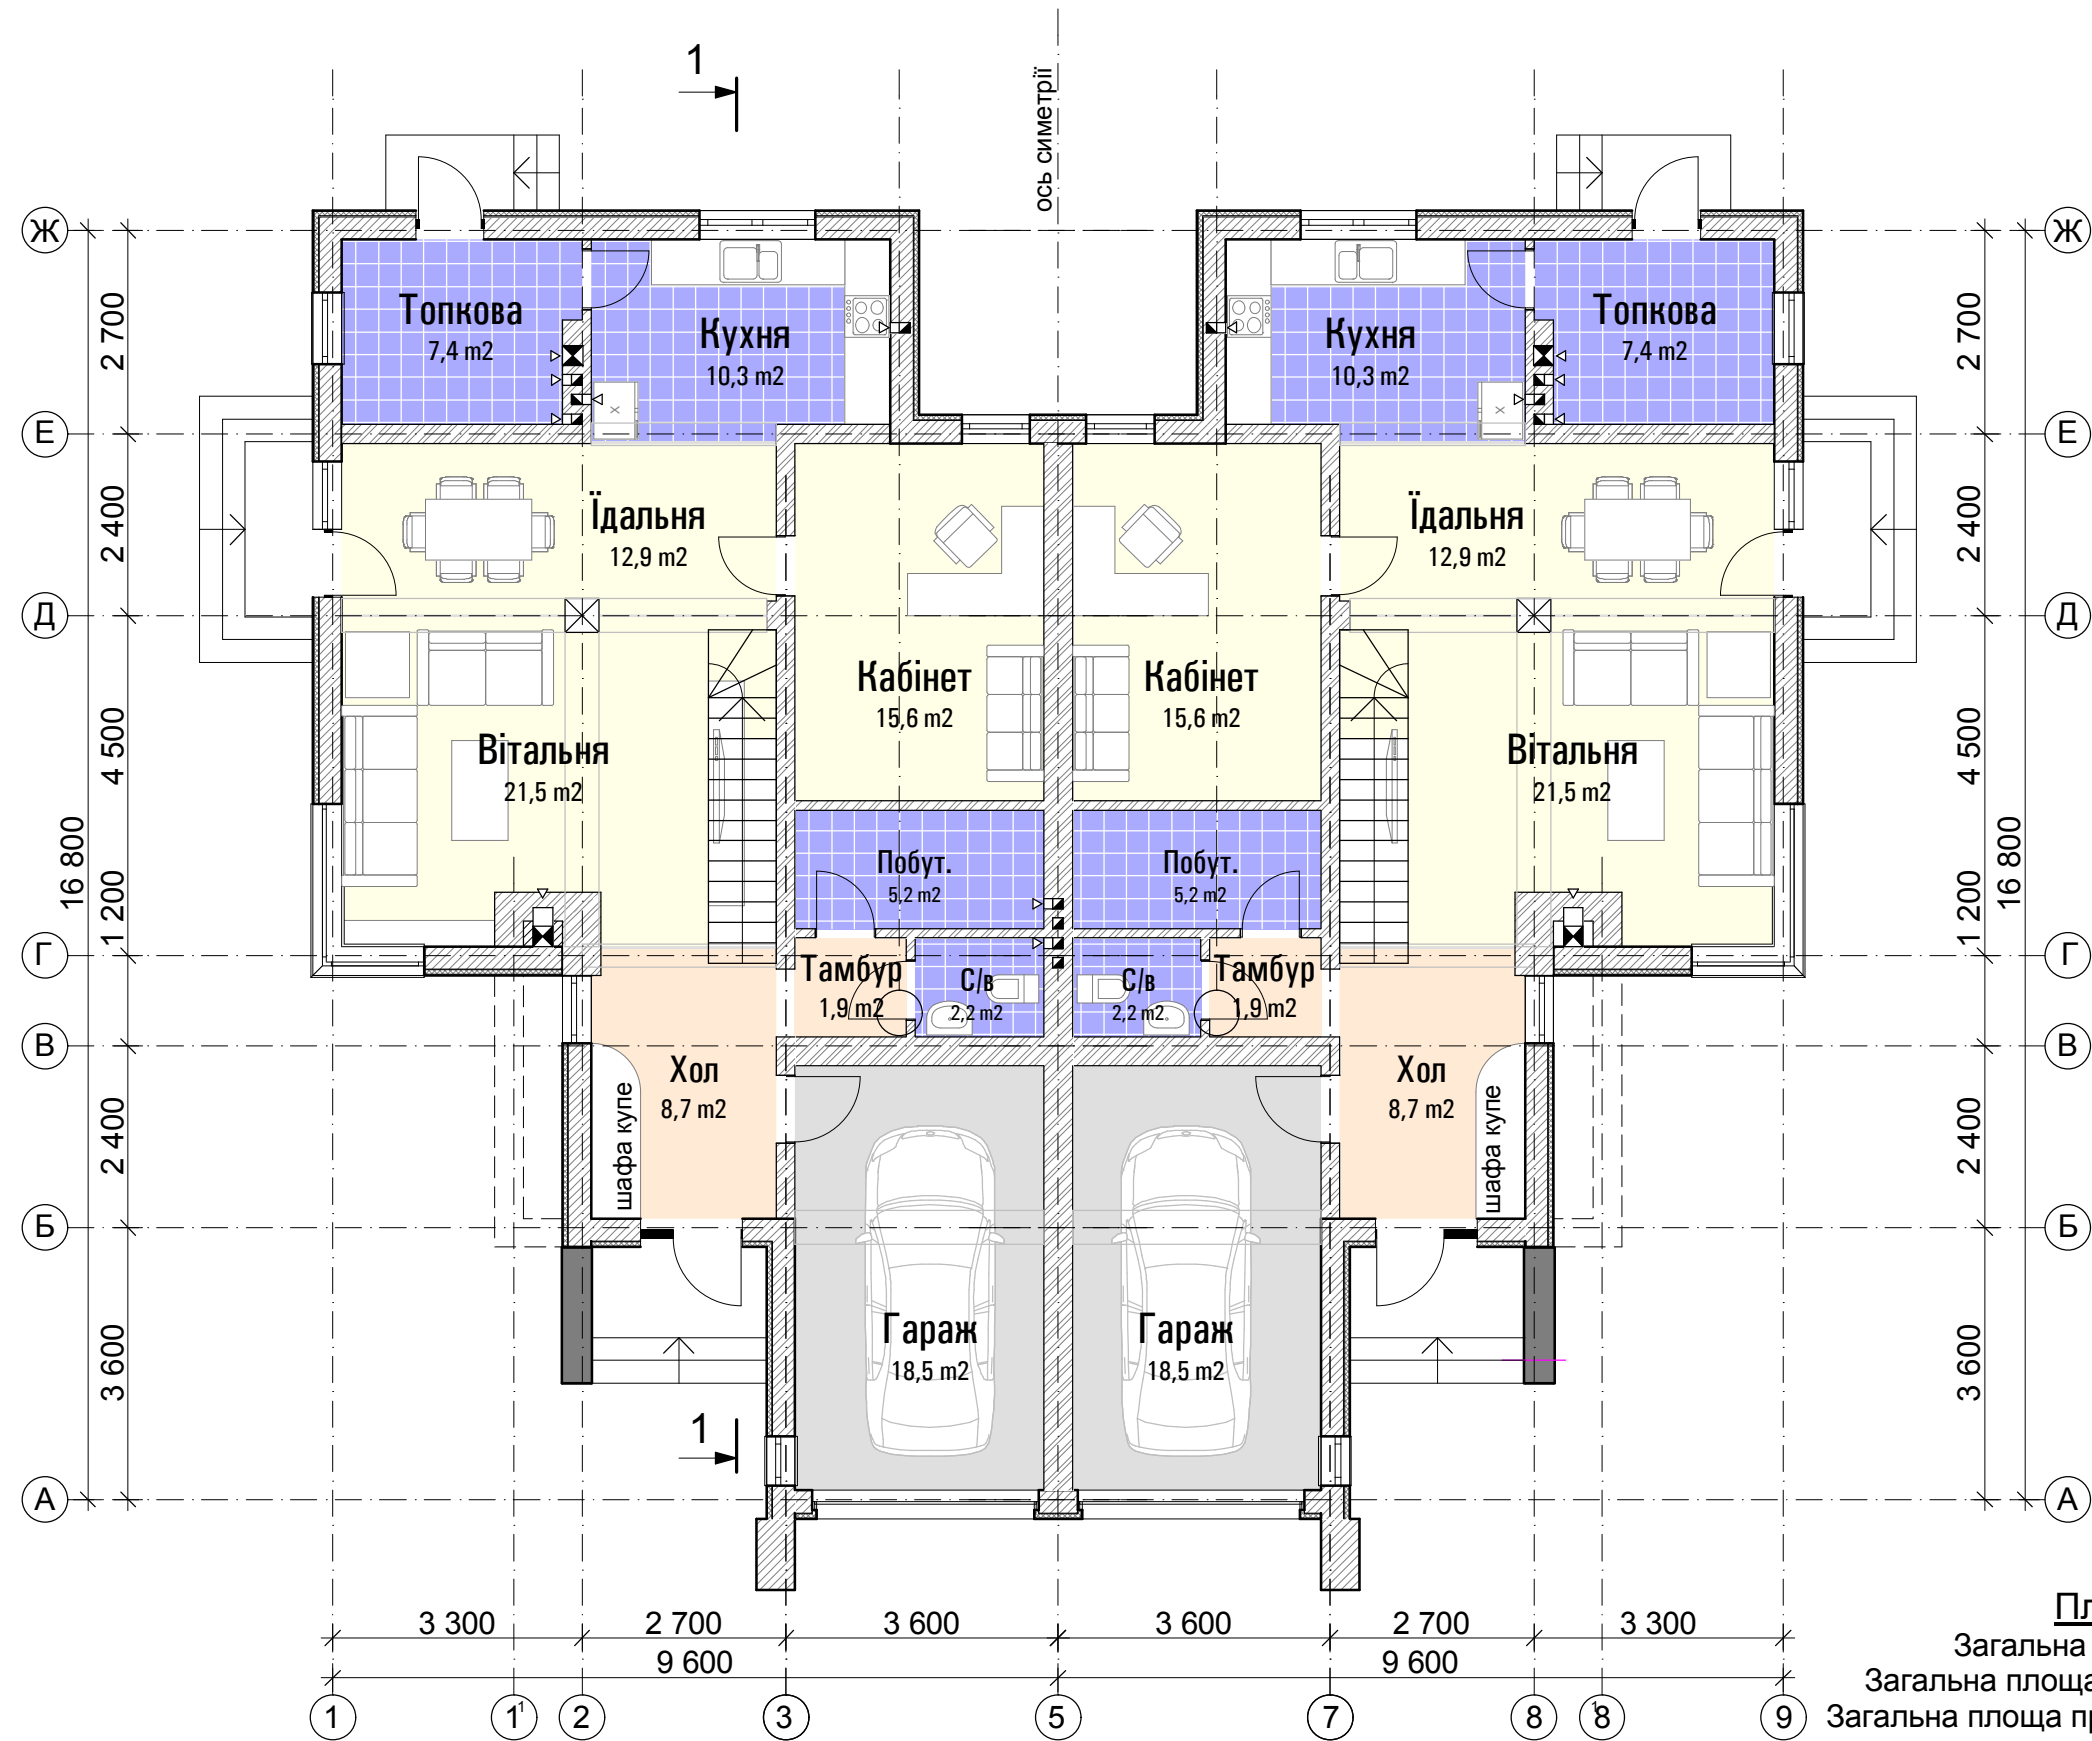 1
ось симетрії
Ж
Ж
Топкова
7,4 m2
Кухня
10,3 m2
Кухня
10,3 m2
Топкова
7,4 m2
2 700
2 700
X
X
Е
Е
Їдальня
12,9 m2
Їдальня
12,9 m2
2 400
2 400
Д
Д
Кабінет
15,6 m2
Кабінет
15,6 m2
Вітальня
21,5 m2
Вітальня
21,5 m2
4 500
4 500
16 800
16 800
Побут.
5,2 m2
Побут.
5,2 m2
1 200
1 200
Г
Г
Тамбур
1,9 m2
С/в
2,2 m2
С/в
2,2 m2
Тамбур
1,9 m2
В
В
Хол
8,7 m2
Хол
8,7 m2
шафа купе
шафа купе
2 400
2 400
Б
Б
Гараж
18,5 m2
Гараж
18,5 m2
3 600
3 600
1
А
А
3 300
2 700
3 600
3 600
2 700
3 300
9 600
9 600
1
1¹
2
3
5
7
8
8¹
9
Загальна
Загальна площа